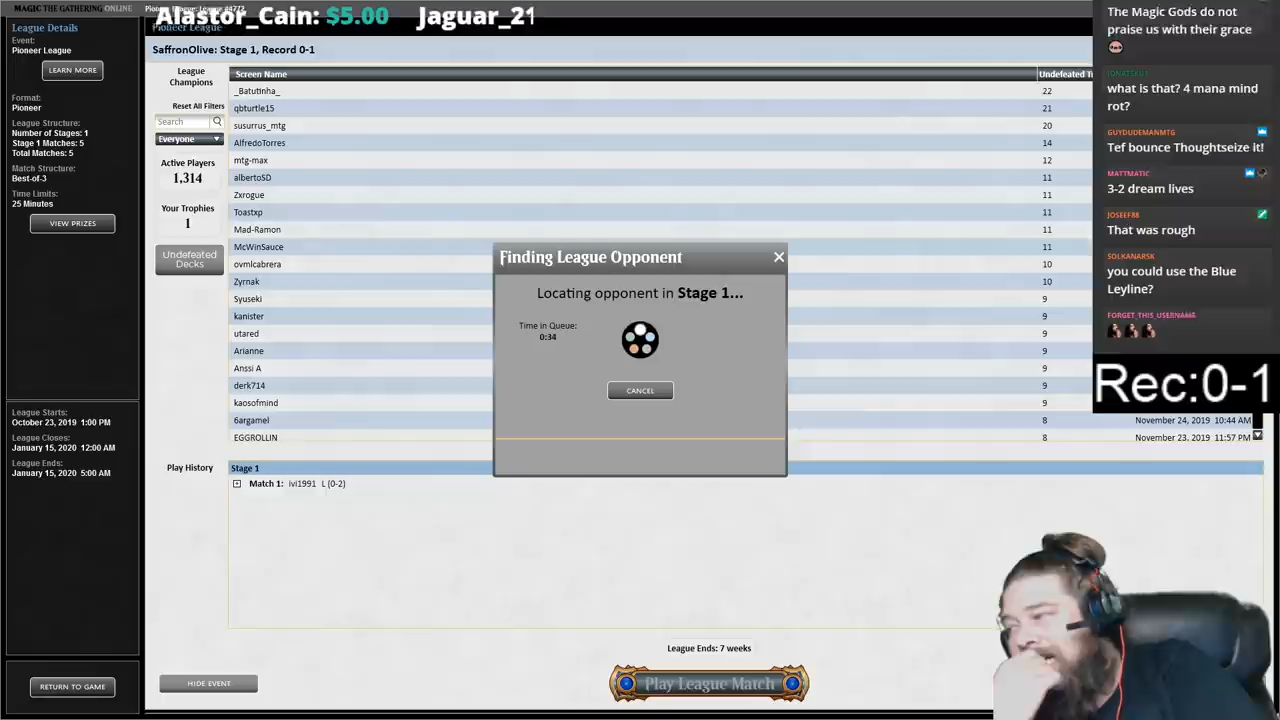 MAGIC THE GATHERING ONLINE
Alastor_Cain: $5.00 Jaguar_21
League Details
Event:
Pioneer League
LEARN MORE
Format:
Pioneer
League Structure:
Number of Stages: 1
Stage 1 Matches: 5
Total Matches: 5
Match Structure:
Best-of-3
Time Limits:
25 Minutes
VIEW PRIZES
League Starts:
October 23, 2019 1:00 PM
League Closes:
January 15, 2020 12:00 AM
League Ends:
January 15, 2020 5:00 AM
RETURN TO GAME
Pioneer League
SaffronOlive: Stage 1, Record 0-1
League
Champions
Reset All Filters
Search
Everyone
Active Players
1,314
Your Trophies
1
Undefeated
Decks
Screen Name
Undefeated
_Batutinha_ 22
qbturtle15 21
susurrus_mtg 20
AlfredoTorres 14
mtg-max 12
albertoSD 11
Zxrogue 11
Toastxp 11
Mad-Ramon 11
McWinSauce 11
ovmlcabrera 10
Zyrnak 10
Syuseki 9
kanister 9
utared 9
Arianne 9
Anssi A 9
derk714 9
kaosofmind 9
6argamel 8 November 24, 2019 10:44 AM
EGGROLLIN 8 November 23, 2019 11:57 PM
Finding League Opponent
Locating opponent in Stage 1...
Time in Queue:
0:34
CANCEL
Play History
Stage 1
Match 1: ivi1991 L (0-2)
League Ends: 7 weeks
HIDE EVENT
Play League Match
The Magic Gods do not
praise us with their grace
what is that? 4 mana mind
rot?
GUYDUDEMANMTG
Tef bounce Thoughtseize it!
MATTMATIC
3-2 dream lives
JOSEF88
That was rough
SOLKANARSK
you could use the Blue
Leyline?
FORGET_THIS_USERNAME
Rec:0-1